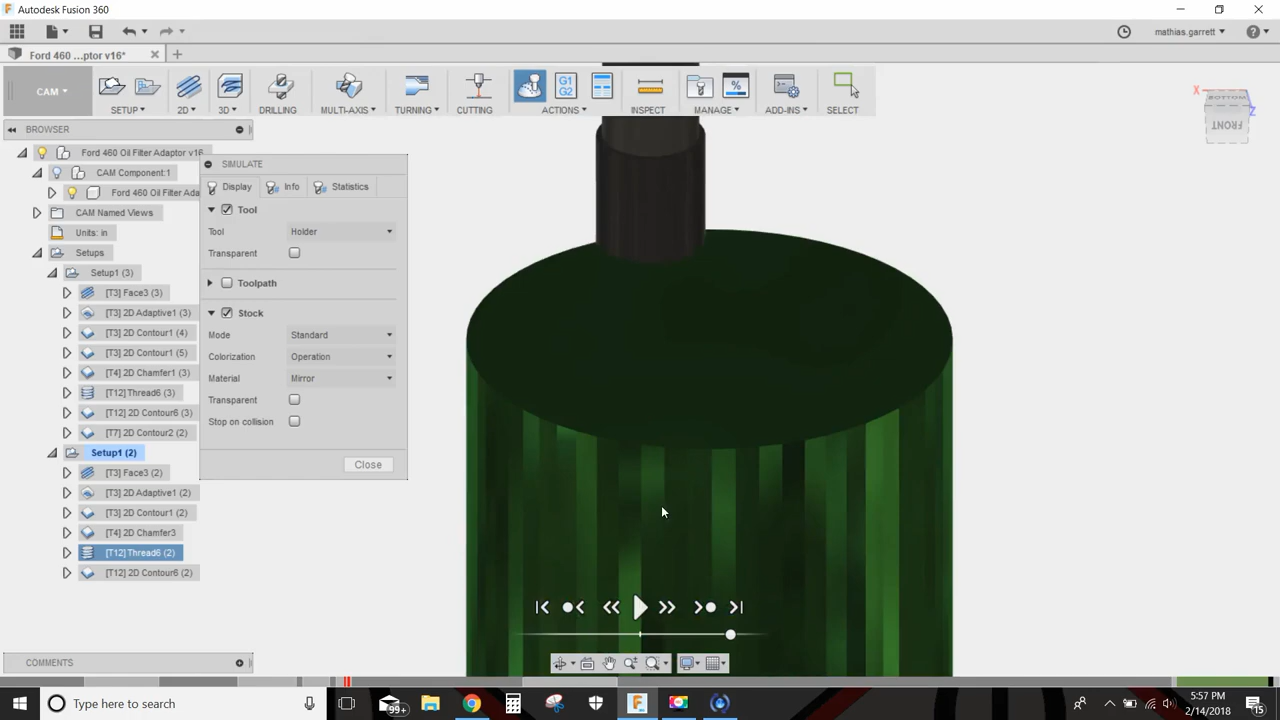 Autodesk Fusion 360
mathias.garrett
Ford 460 ...ptor v16*
CAM
G1
G2
SETUP
2D
3D
DRILLING
MULTI-AXIS
TURNING
CUTTING
ACTIONS
INSPECT
MANAGE
ADD-INS
SELECT
X
Z
BOTTOM
FRONT
BROWSER
Ford 460 Oil Filter Adaptor v16
CAM Component:1
Ford 460 Oil Filter Ada
CAM Named Views
Units: in
Setups
Setup1 (3)
[T3] Face3 (3)
[T3] 2D Adaptive1 (3)
[T3] 2D Contour1 (4)
[T3] 2D Contour1 (5)
[T4] 2D Chamfer1 (3)
[T12] Thread6 (3)
[T12] 2D Contour6 (3)
[T7] 2D Contour2 (2)
Setup1 (2)
[T3] Face3 (2)
[T3] 2D Adaptive1 (2)
[T3] 2D Contour1 (2)
[T4] 2D Chamfer3
[T12] Thread6 (2)
[T12] 2D Contour6 (2)
SIMULATE
Display Info Statistics
Tool
Tool Holder
Transparent
Toolpath
Stock
Mode Standard
Colorization Operation
Material Mirror
Transparent
Stop on collision
Close
COMMENTS
Type here to search
99+
5:57 PM
2/14/2018
15